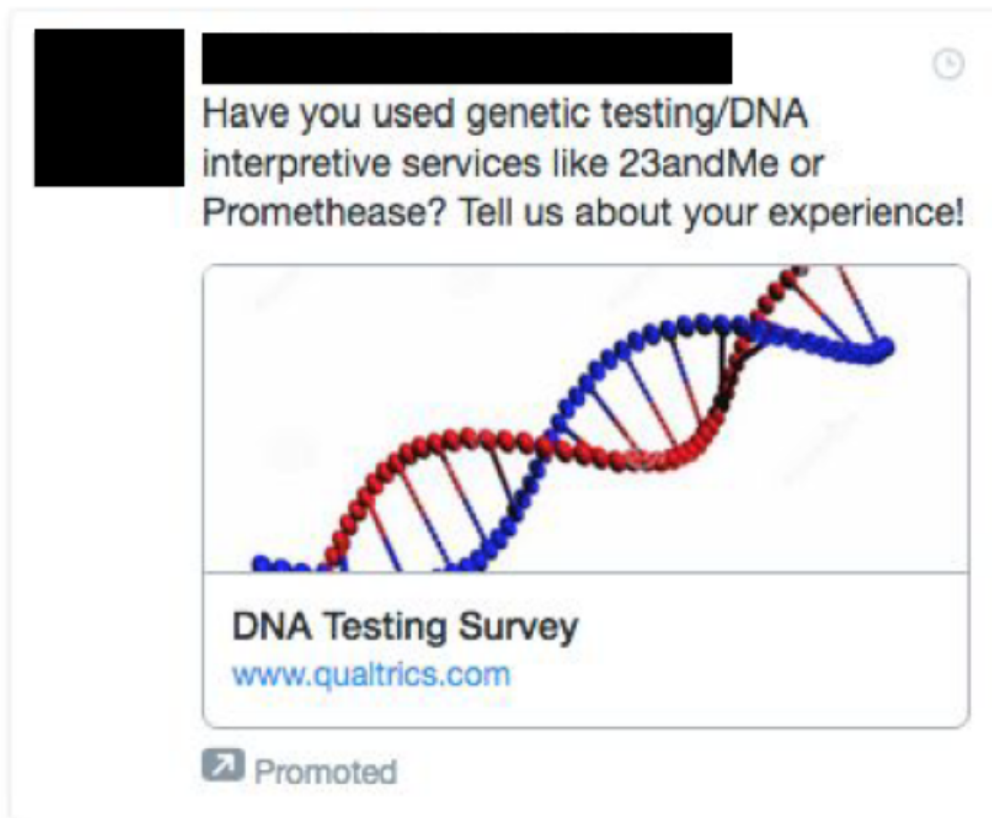 Have you used genetic testing/DNA
interpretive services like 23andMe or
Promethease? Tell us about your experience!
DNA Testing Survey
www.qualtrics.com
Promoted